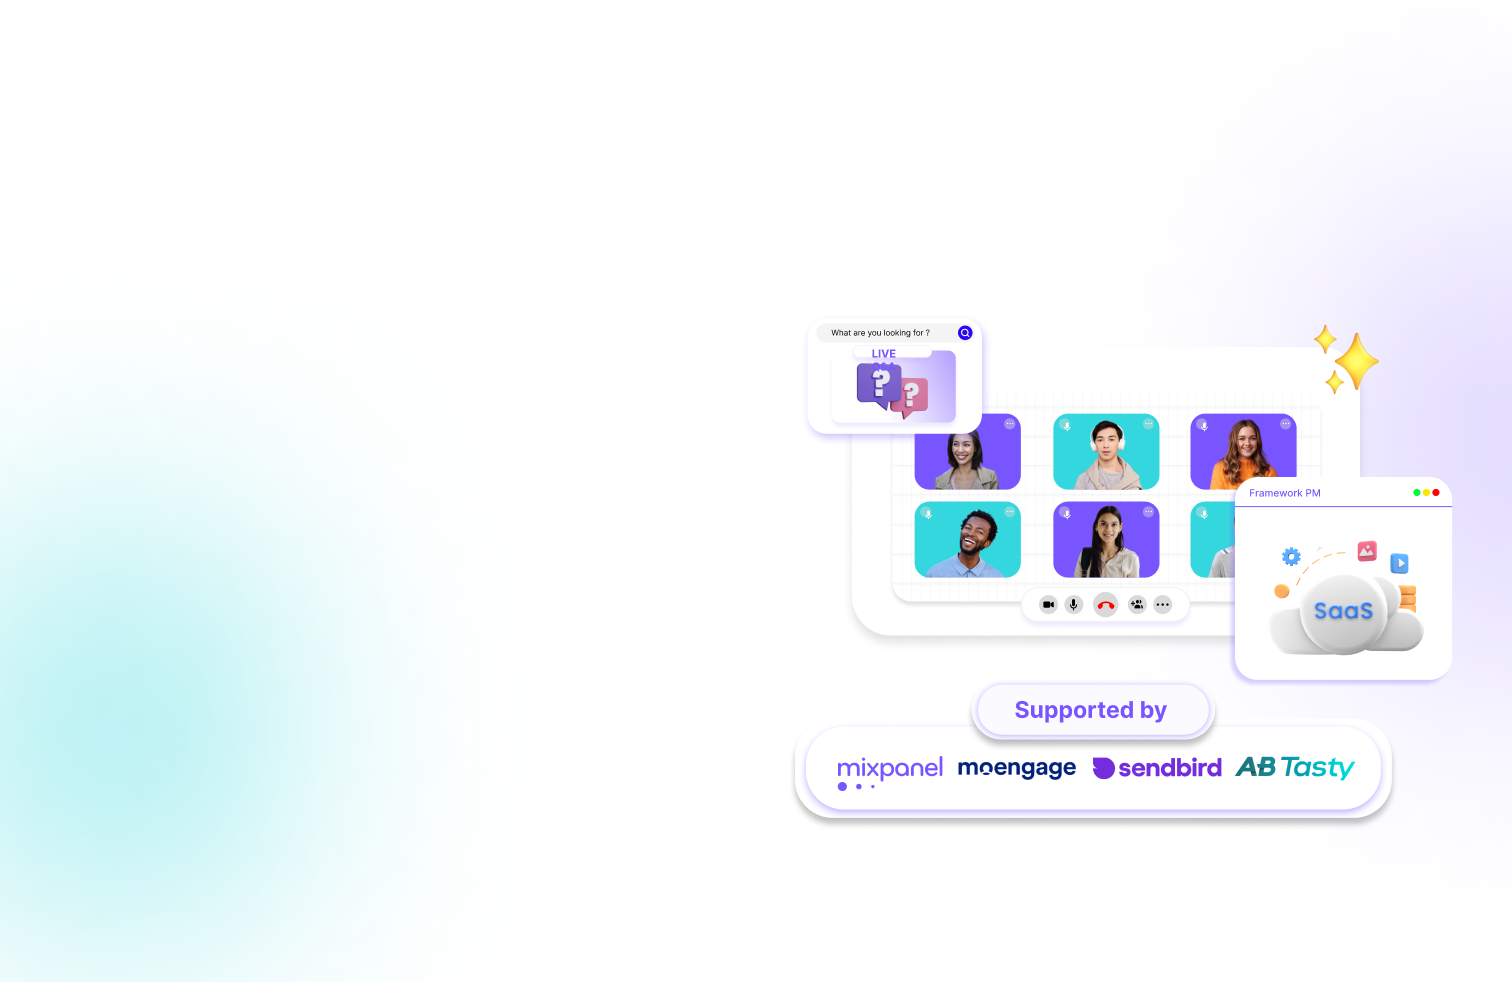 What are you looking for ?
LIVE
Framework PM
SaaS
Supported by
mixpanel
moengage
sendbird
AB Tasty